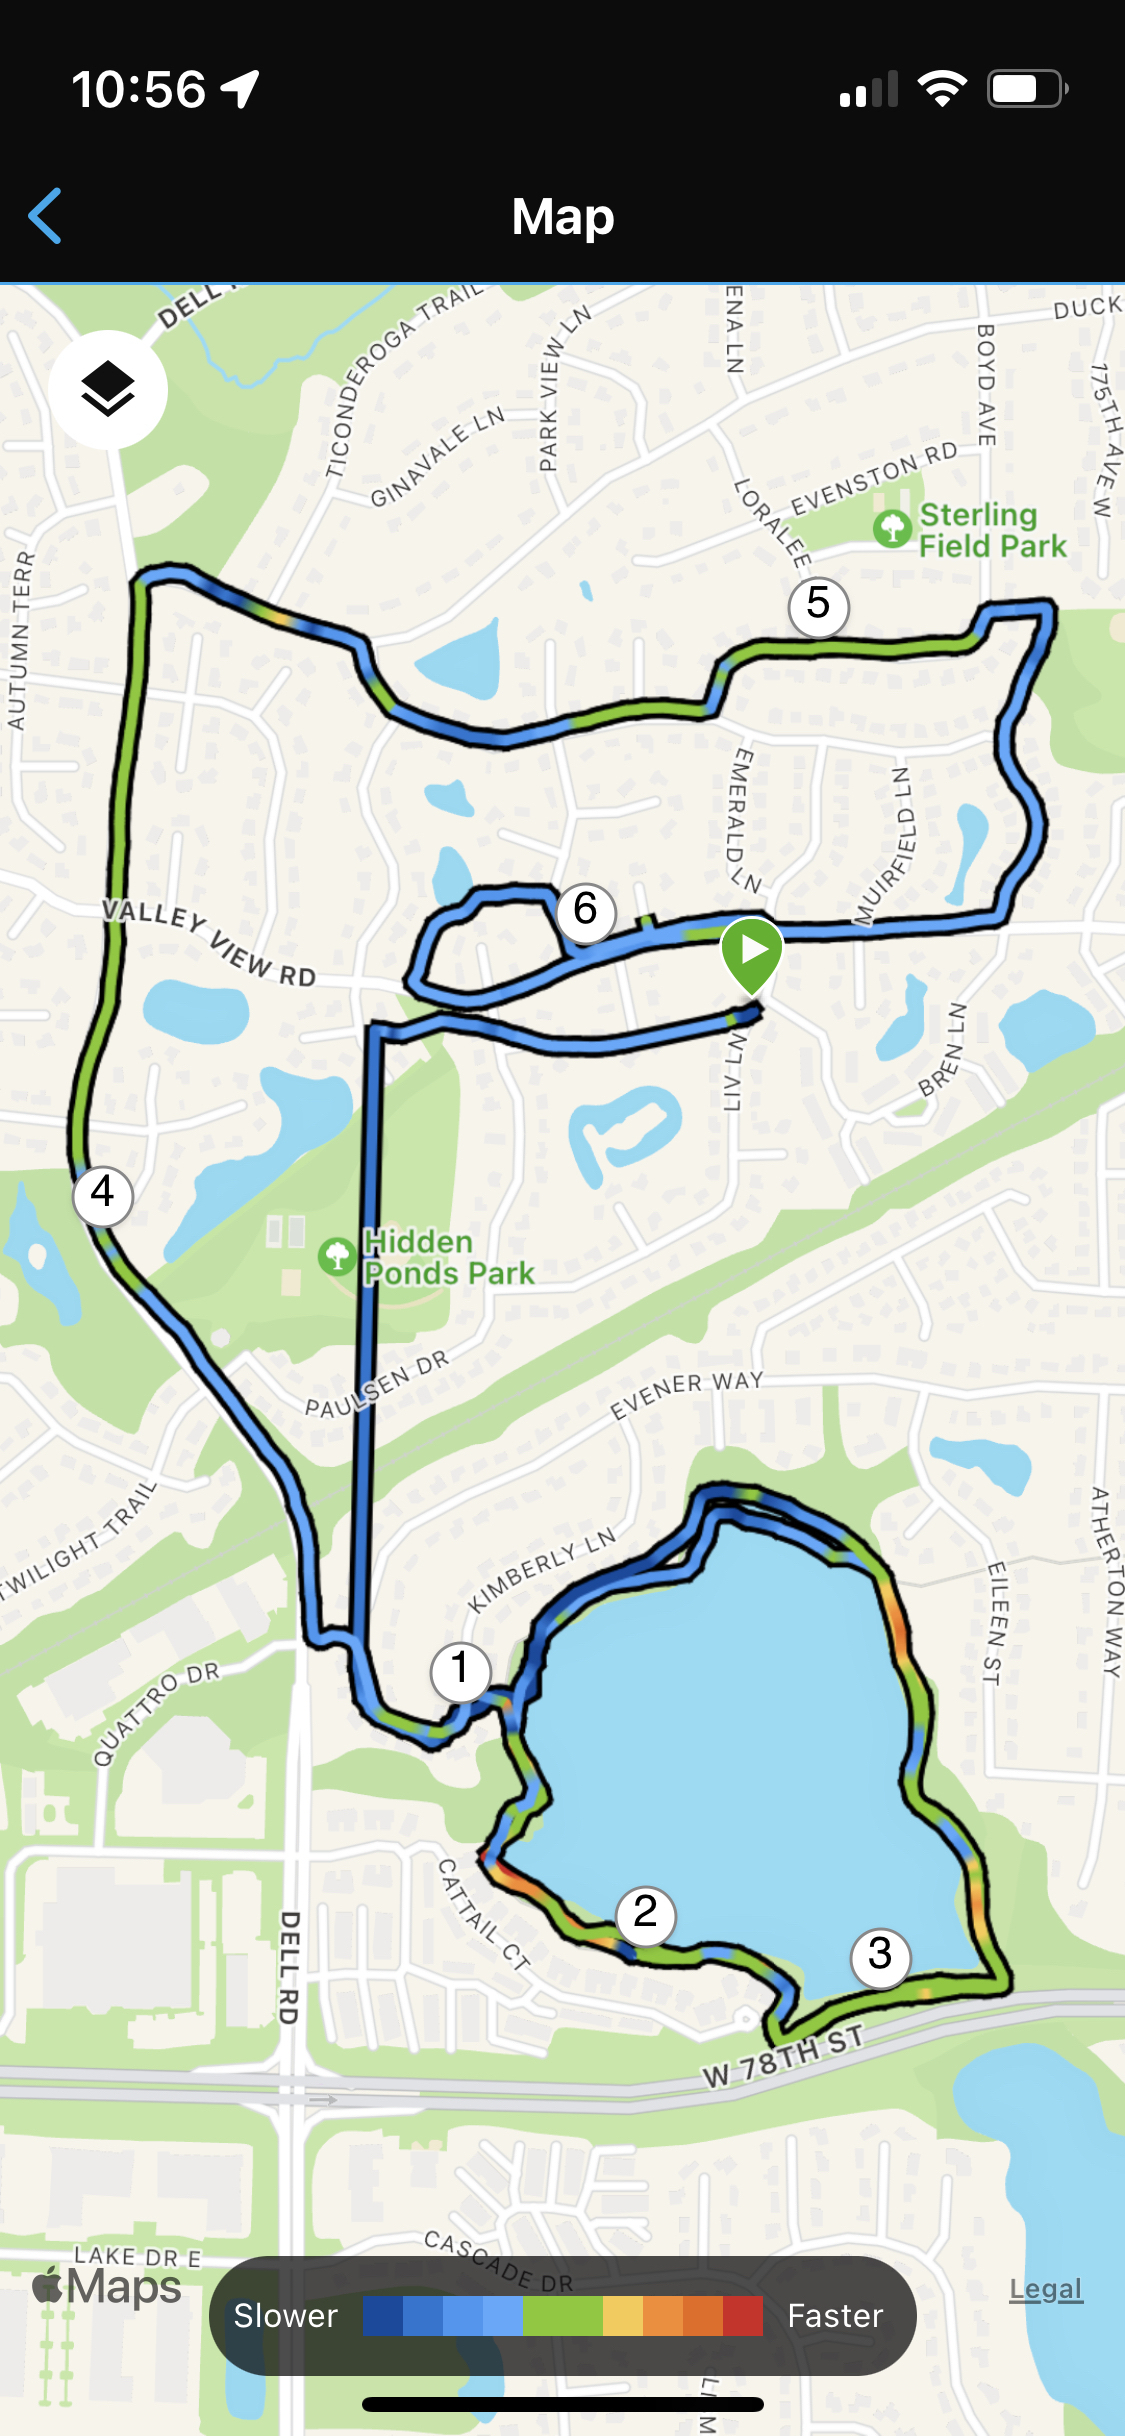 10:56
Map
DELL
TICONDEROGA TRAIL
PARK VIEW LN
ENA LN
BOYD AVE
DUCK
175TH AVE W
GINAVALE LN
LORALEE
EVENSTON RD
Sterling
Field Park
AUTUMN TERR
5
EMERALD LN
MUIRFIELD LN
VALLEY VIEW RD
6
LIV LN
BREN LN
4
Hidden
Ponds Park
PAULSEN DR
EVENER WAY
TWILIGHT TRAIL
KIMBERLY LN
EILEEN ST
ATHERTON WAY
QUATTRO DR
1
CATTAIL CT
2
3
DELL RD
W 78TH ST
LAKE DR E
CASCADE DR
Maps
Slower
Faster
Legal